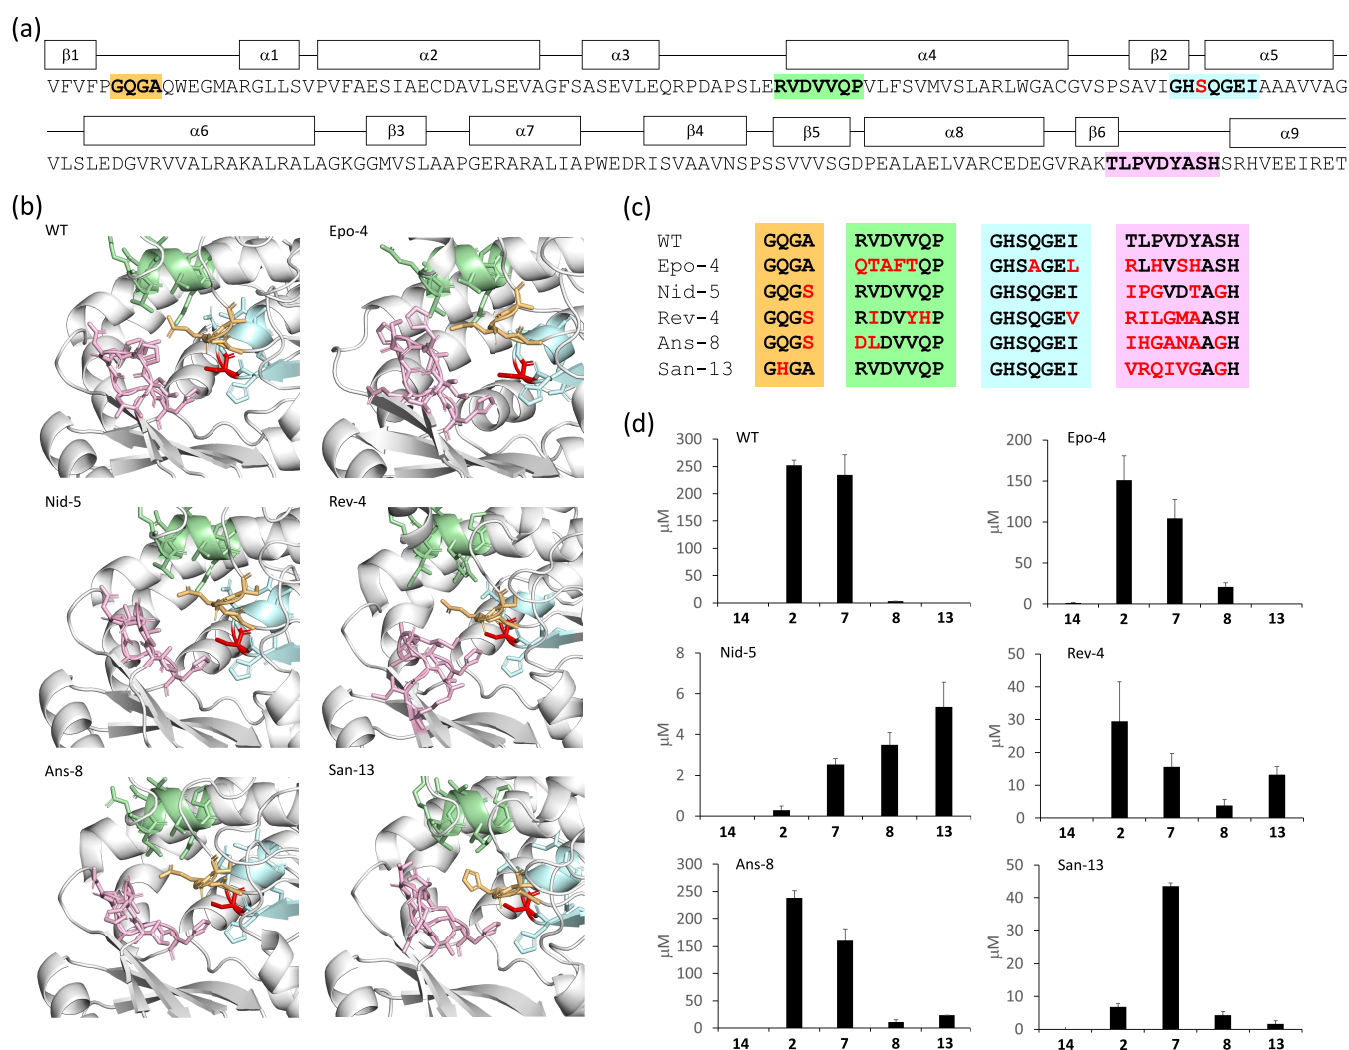 (a)
β1 α1 α2 α3 α4 β2 α5
VFVFPGQGAQWEGMARGLLSVPVFAESIAECDAVLSEVAGFSASEVLEQRPDAPSLERVDVVQPVLFSVMVSLARLWGACGVSPSAVIGHSQGEIAAAVVAG
α6 β3 α7 β4 β5 α8 β6 α9
VLSLEDGVRVVALRAKALRALAGKGGMVSLAAPGERARALIAPWEDRISVAAVNSPSSVVVSGDPEALAELVARCEDEGVRAKTLPVDYASHSRHVEEIRET
(b)
WT Epo-4
Nid-5 Rev-4
Ans-8 San-13
(c)
WT GQGA RVDVVQP GHSQGEI TLPVDYASH
Epo-4 GQGA QTAFTQP GHSAGEL RLHVSHASH
Nid-5 GQGS RVDVVQP GHSQGEI IPGVDTAGH
Rev-4 GQGS RIDVYHP GHSQGEV RILGMAASH
Ans-8 GQGS DLDVVQP GHSQGEI IHGANAAGH
San-13 GHGA RVDVVQP GHSQGEI VRQIVGAGH
(d)
WT
300
250
200
150
100
50
0
μM
14 2 7 8 13
Epo-4
200
150
100
50
0
μM
14 2 7 8 13
Nid-5
8
6
4
2
0
μM
14 2 7 8 13
Rev-4
50
40
30
20
10
0
μM
14 2 7 8 13
Ans-8
300
250
200
150
100
50
0
μM
14 2 7 8 13
San-13
50
40
30
20
10
0
μM
14 2 7 8 13